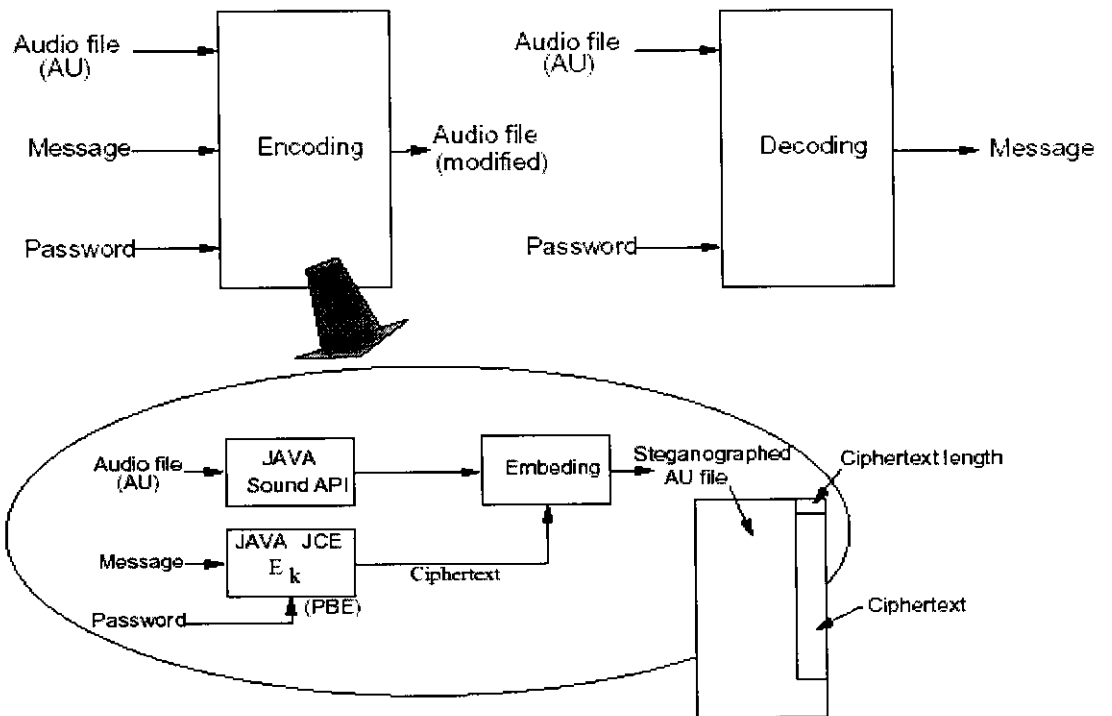 Audio file
(AU)
Message
Password
Encoding
Audio file
(modified)
Audio file
(AU)
Password
Decoding
Message
Audio file
(AU)
JAVA
Sound API
Embeding
Steganographed
AU file
Ciphertext length
Message
JAVA JCE
E k
(PBE)
Ciphertext
Password
Ciphertext